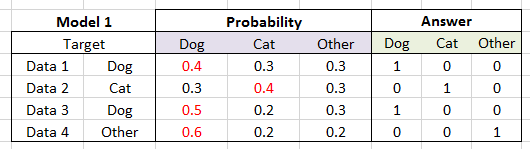 Model 1 Probability Answer
Target Dog Cat Other Dog Cat Other
Data 1 Dog 0.4 0.3 0.3 1 0 0
Data 2 Cat 0.3 0.4 0.3 0 1 0
Data 3 Dog 0.5 0.2 0.3 1 0 0
Data 4 Other 0.6 0.2 0.2 0 0 1